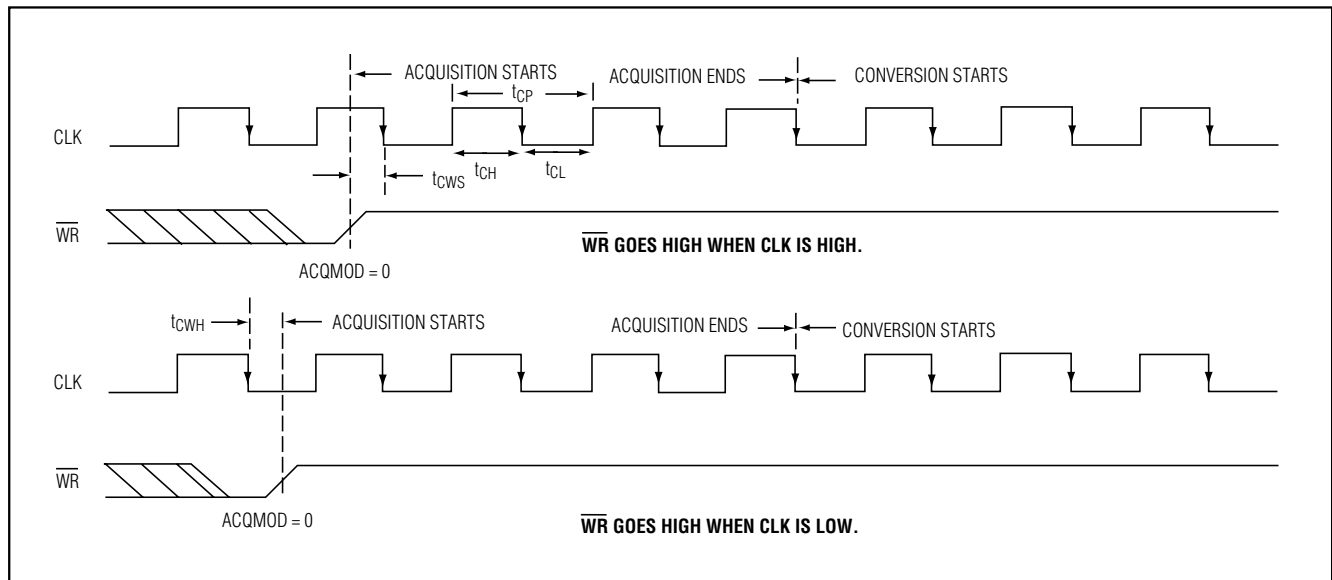 ACQUISITION STARTS
ACQUISITION ENDS
CONVERSION STARTS
tCP
CLK
tCWS
tCH
tCL
WR
WR GOES HIGH WHEN CLK IS HIGH.
ACQMOD = 0
tCWH
ACQUISITION STARTS
ACQUISITION ENDS
CONVERSION STARTS
CLK
WR
ACQMOD = 0
WR GOES HIGH WHEN CLK IS LOW.